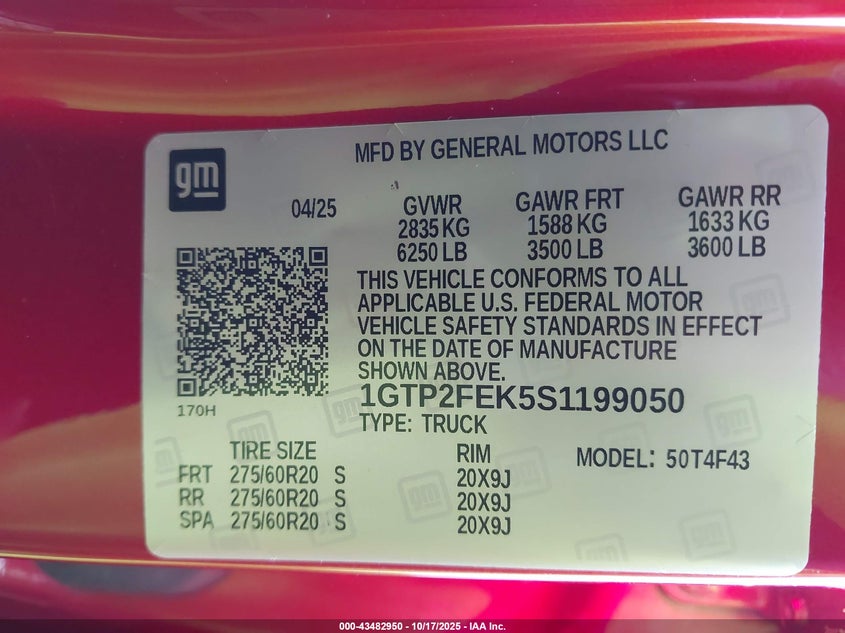 gm
MFD BY GENERAL MOTORS LLC
04/25
GVWR
2835 KG
6250 LB
GAWR FRT
1588 KG
3500 LB
GAWR RR
1633 KG
3600 LB
THIS VEHICLE CONFORMS TO ALL
APPLICABLE U.S. FEDERAL MOTOR
VEHICLE SAFETY STANDARDS IN EFFECT
ON THE DATE OF MANUFACTURE
SHOWN ABOVE.
170H
1GTP2FEK5S1199050
TYPE: TRUCK
TIRE SIZE
RIM
MODEL: 50T4F43
FRT 275/60R20 S 20X9J
RR 275/60R20 S 20X9J
SPA 275/60R20 S 20X9J
000-43482950 - 10/17/2025 - IAA Inc.